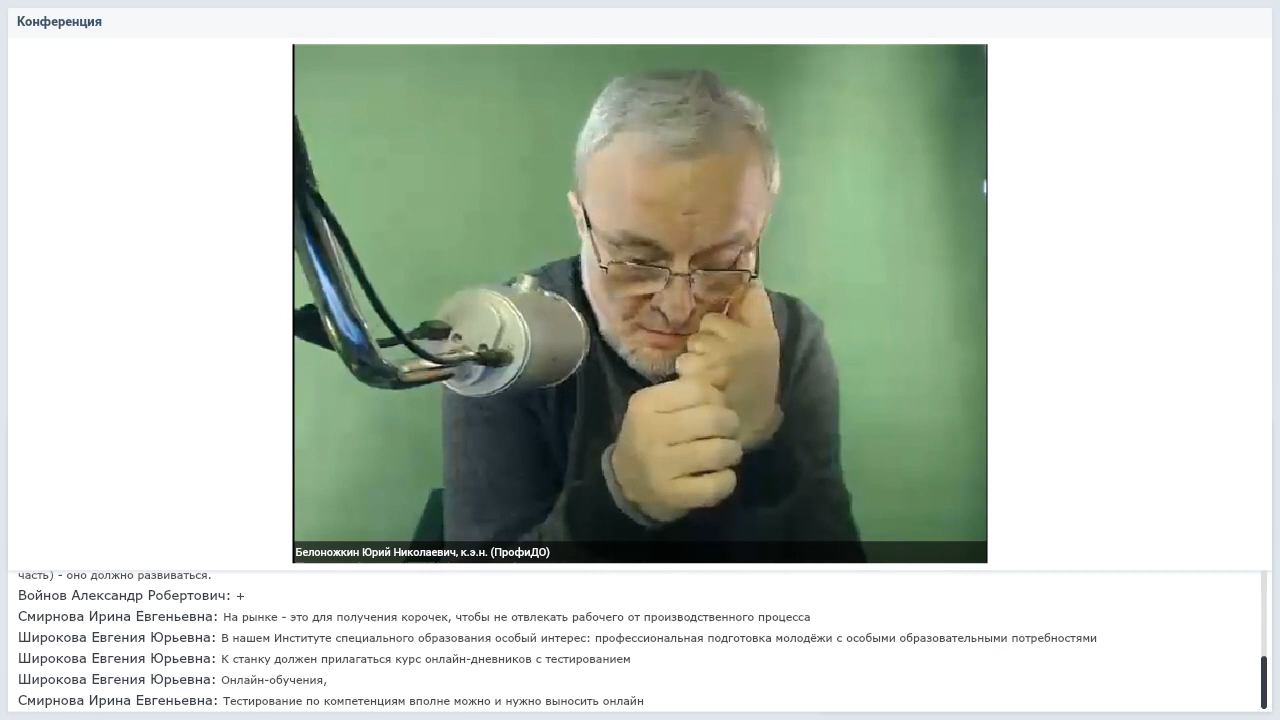 Конференция
Белоножкин Юрий Николаевич, к.э.н. (ПрофиДО)
часть) - оно должно развиваться.
Войнов Александр Робертович: +
Смирнова Ирина Евгеньевна: На рынке - это для получения корочек, чтобы не отвлекать рабочего от производственного процесса
Широкова Евгения Юрьевна: В нашем Институте специального образования особый интерес: профессиональная подготовка молодёжи с особыми образовательными потребностями
Широкова Евгения Юрьевна: К станку должен прилагаться курс онлайн-дневников с тестированием
Широкова Евгения Юрьевна: Онлайн-обучения,
Смирнова Ирина Евгеньевна: Тестирование по компетенциям вполне можно и нужно выносить онлайн